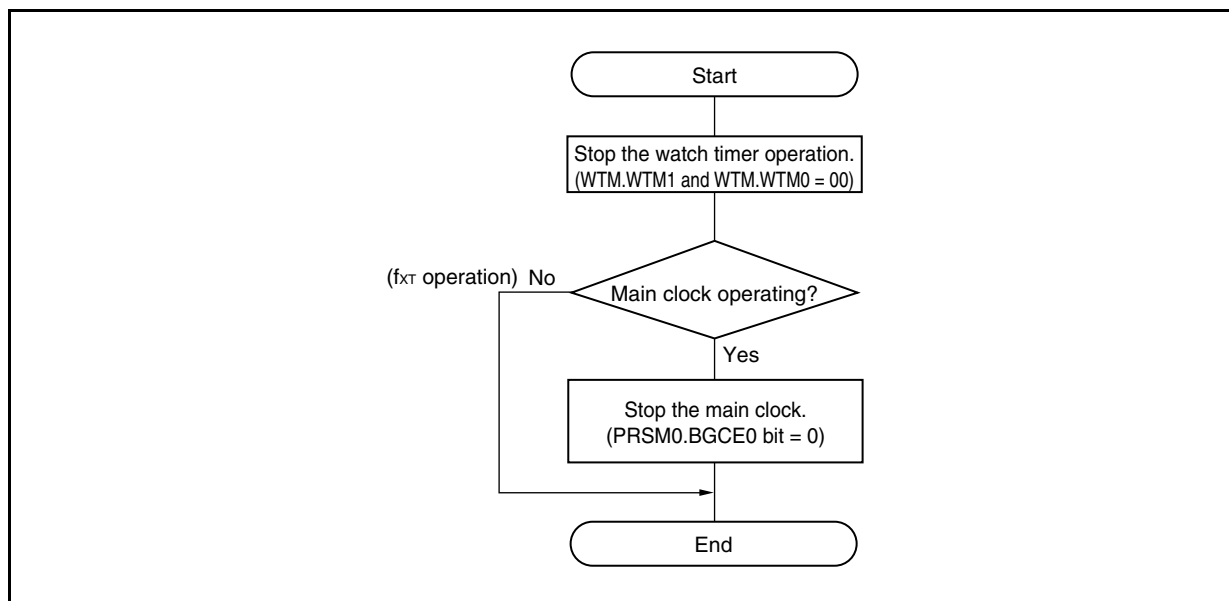 Start
Stop the watch timer operation.
(WTM.WTM1 and WTM.WTM0 = 00)
(fXT operation) No
Main clock operating?
Yes
Stop the main clock.
(PRSM0.BGCE0 bit = 0)
End